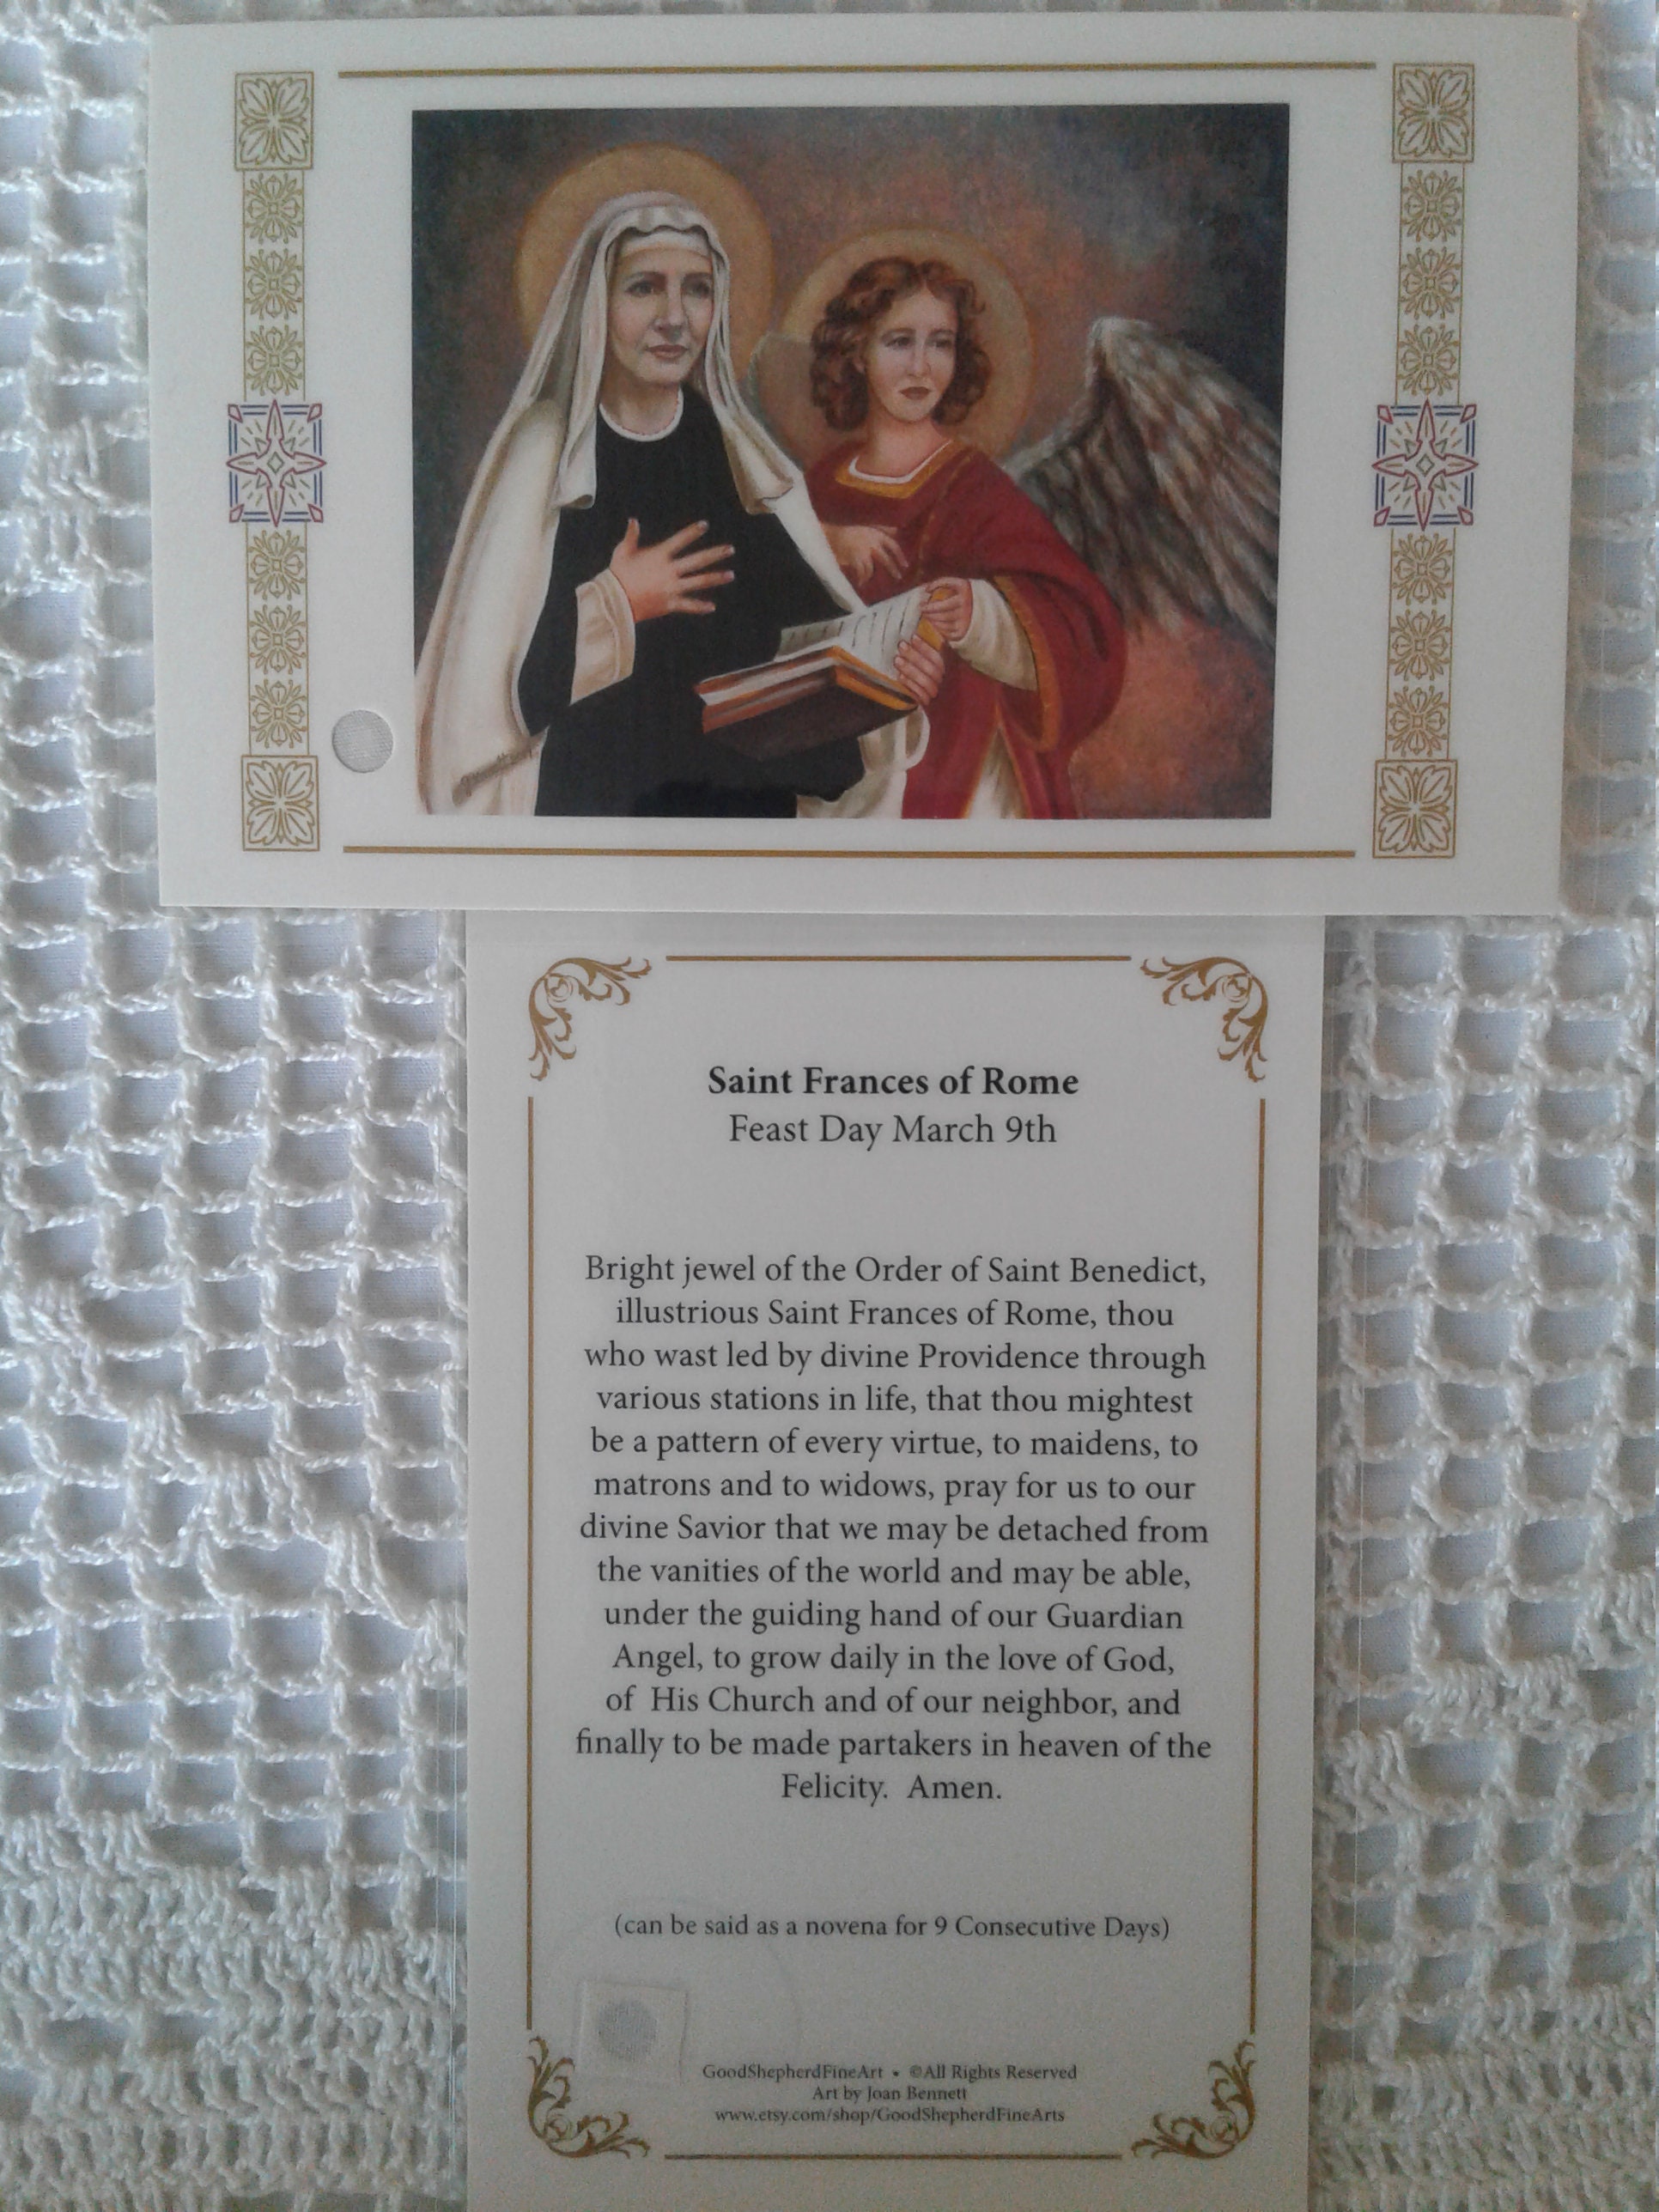 Saint Frances of Rome
Feast Day March 9th
Bright jewel of the Order of Saint Benedict,
illustrious Saint Frances of Rome, thou
who wast led by divine Providence through
various stations in life, that thou mightest
be a pattern of every virtue, to maidens, to
matrons and to widows, pray for us to our
divine Savior that we may be detached from
the vanities of the world and may be able,
under the guiding hand of our Guardian
Angel, to grow daily in the love of God,
of His Church and of our neighbor, and
finally to be made partakers in heaven of the
Felicity. Amen.
(can be said as a novena for 9 Consecutive Days)
GoodShepherdFineArt • ©All Rights Reserved
Art by Joan Bennett
www.etsy.com/shop/GoodShepherdFineArts